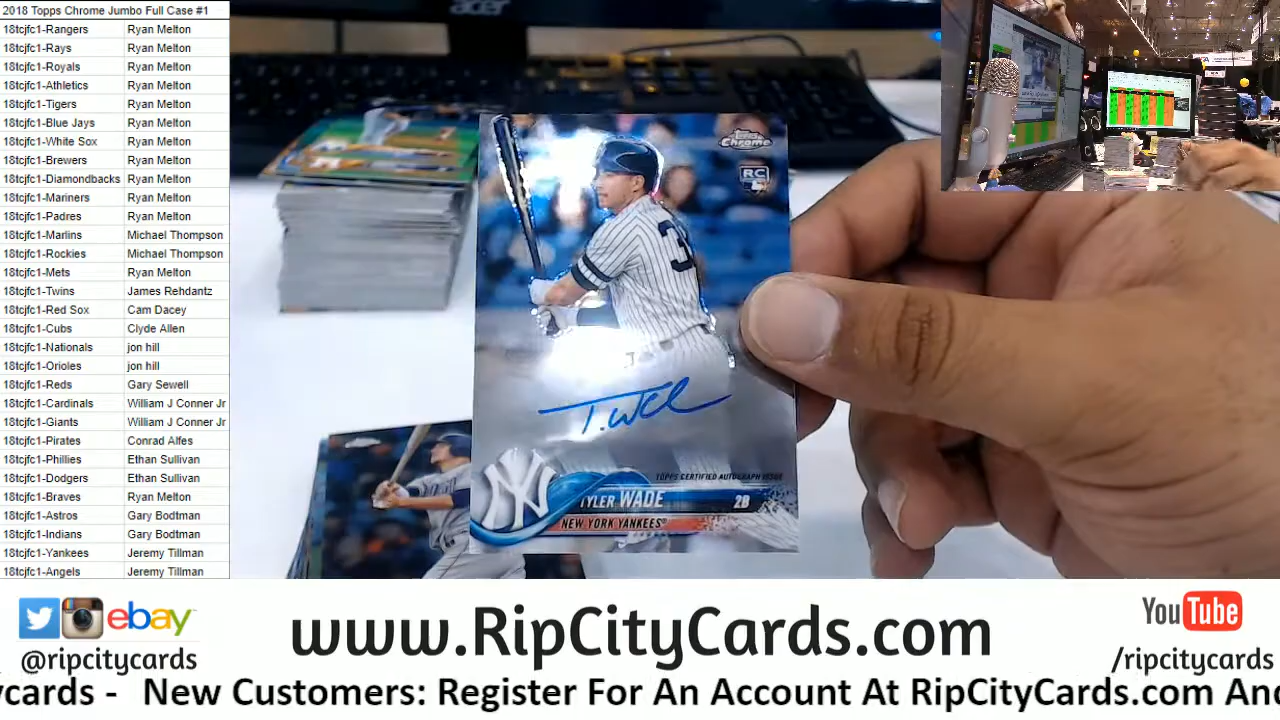 2018 Topps Chrome Jumbo Full Case #1
18tcjfc1-Rangers Ryan Melton
18tcjfc1-Rays Ryan Melton
18tcjfc1-Royals Ryan Melton
18tcjfc1-Athletics Ryan Melton
18tcjfc1-Tigers Ryan Melton
18tcjfc1-Blue Jays Ryan Melton
18tcjfc1-White Sox Ryan Melton
18tcjfc1-Brewers Ryan Melton
18tcjfc1-Diamondbacks Ryan Melton
18tcjfc1-Mariners Ryan Melton
18tcjfc1-Padres Ryan Melton
18tcjfc1-Marlins Michael Thompson
18tcjfc1-Rockies Michael Thompson
18tcjfc1-Mets Ryan Melton
18tcjfc1-Twins James Rehdantz
18tcjfc1-Red Sox Cam Dacey
18tcjfc1-Cubs Clyde Allen
18tcjfc1-Nationals jon hill
18tcjfc1-Orioles jon hill
18tcjfc1-Reds Gary Sewell
18tcjfc1-Cardinals William J Conner Jr
18tcjfc1-Giants William J Conner Jr
18tcjfc1-Pirates Conrad Alfes
18tcjfc1-Phillies Ethan Sullivan
18tcjfc1-Dodgers Ethan Sullivan
18tcjfc1-Braves Ryan Melton
18tcjfc1-Astros Gary Bodtman
18tcjfc1-Indians Gary Bodtman
18tcjfc1-Yankees Jeremy Tillman
18tcjfc1-Angels Jeremy Tillman
acer
Topps Chrome
RC
3
T. Wade
TOPPS CERTIFIED AUTOGRAPH ISSUE
NY
TYLER WADE 2B
NEW YORK YANKEES
ebay
@ripcitycards
www.RipCityCards.com
YouTube
/ripcitycards
ycards - New Customers: Register For An Account At RipCityCards.com And